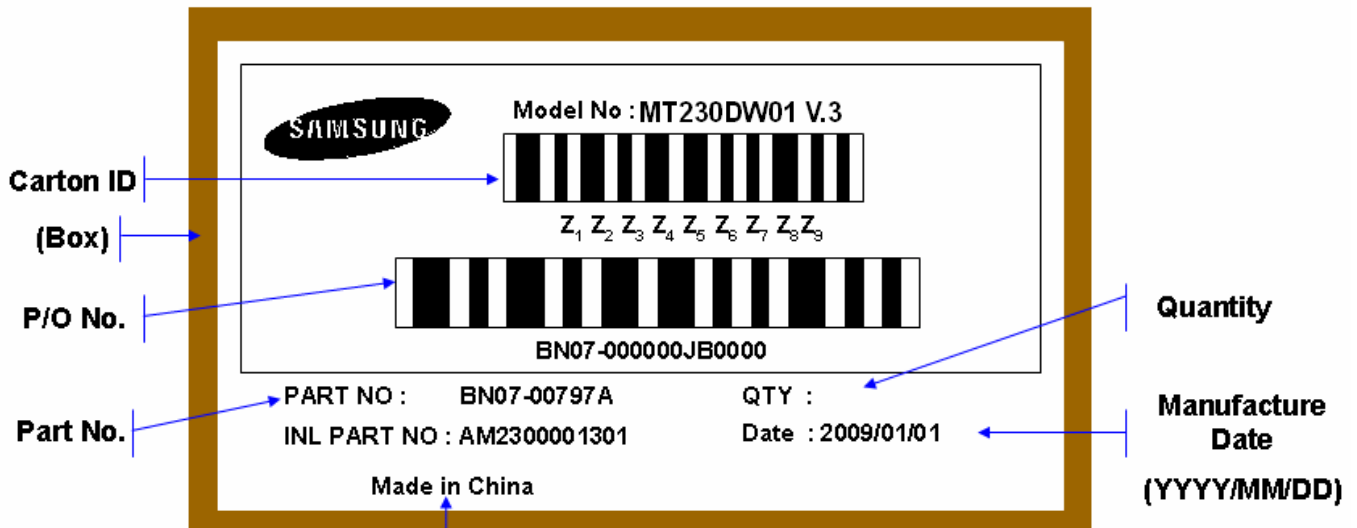 SAMSUNG
Model No : MT230DW01 V.3
Carton ID
Z1 Z2 Z3 Z4 Z5 Z6 Z7 Z8 Z9
(Box)
P/O No.
Quantity
BN07-000000JB0000
PART NO : BN07-00797A QTY :
Part No.
INL PART NO : AM2300001301 Date : 2009/01/01
Manufacture
Date
(YYYY/MM/DD)
Made in China